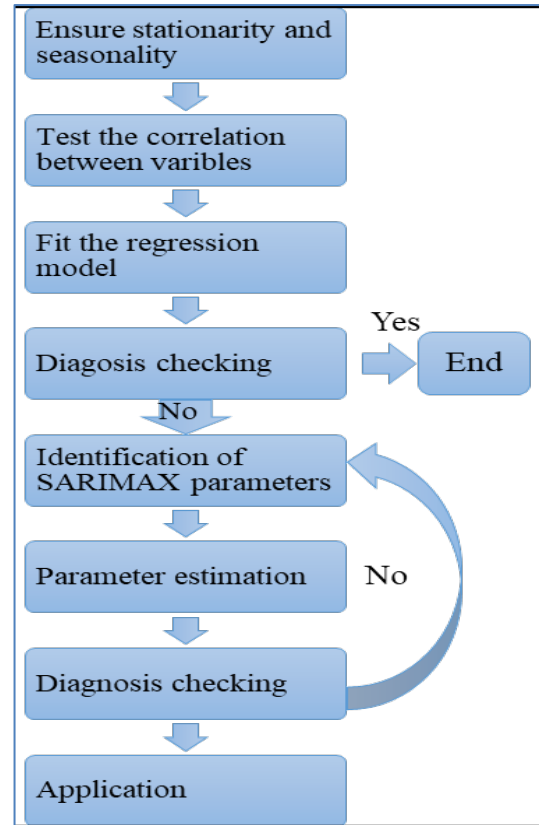 Ensure stationarity and
seasonality
Test the correlation
between varibles
Fit the regression
model
Diagosis checking
Yes
End
No
Identification of
SARIMAX parameters
Parameter estimation
No
Diagnosis checking
Application